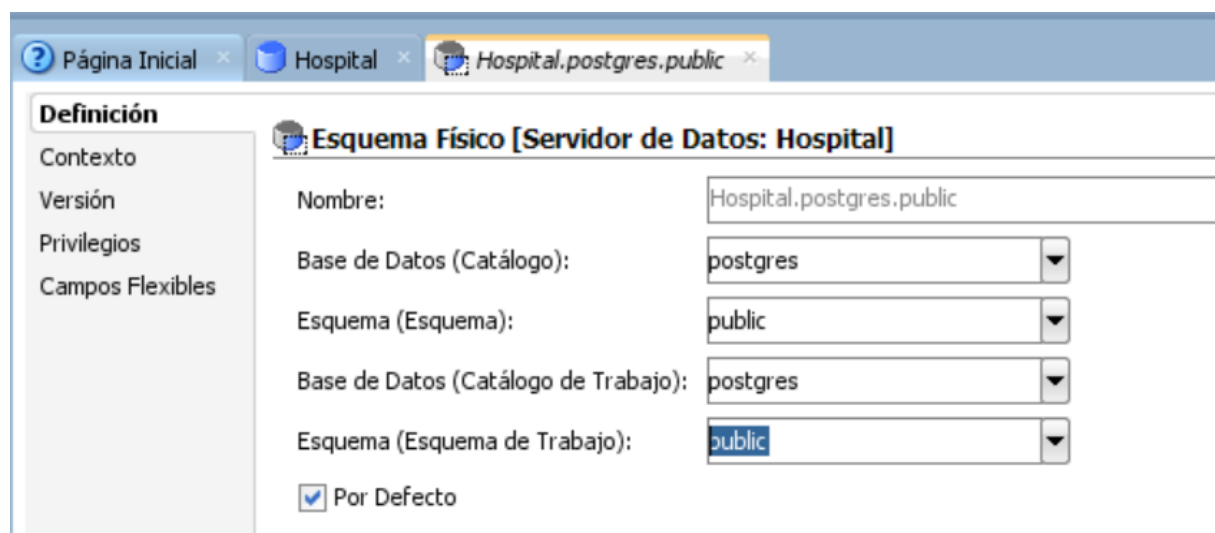 Página Inicial
Hospital
Hospital.postgres.public
Definición
Contexto
Versión
Privilegios
Campos Flexibles
Esquema Físico [Servidor de Datos: Hospital]
Nombre: Hospital.postgres.public
Base de Datos (Catálogo): postgres
Esquema (Esquema): public
Base de Datos (Catálogo de Trabajo): postgres
Esquema (Esquema de Trabajo): public
Por Defecto